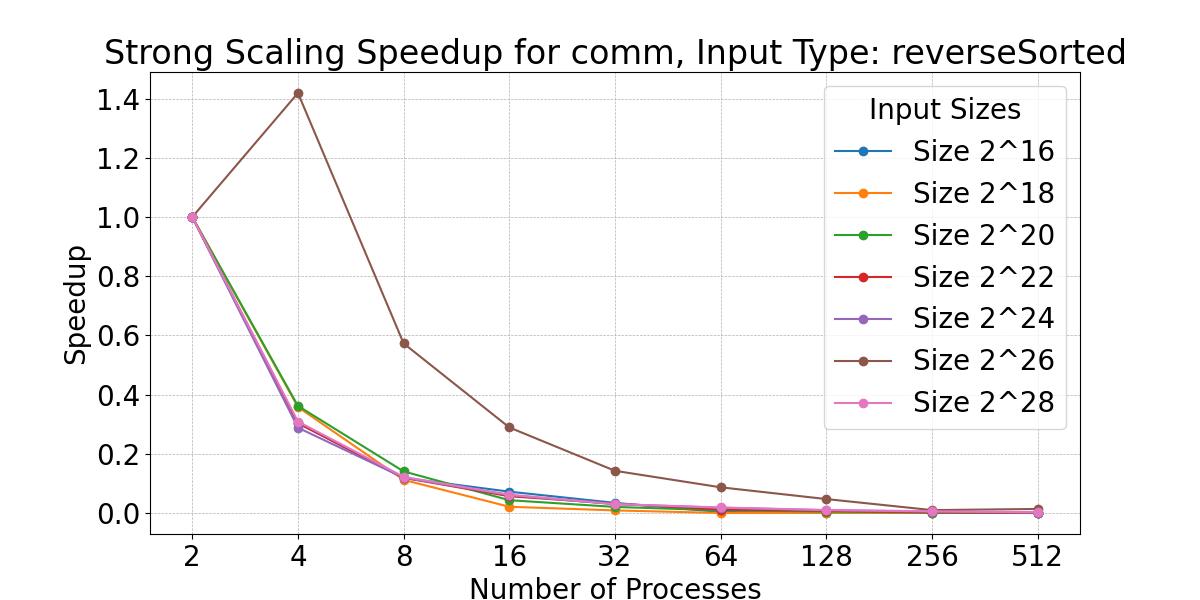 Strong Scaling Speedup for comm, Input Type: reverseSorted
Speedup
1.4
1.2
1.0
0.8
0.6
0.4
0.2
0.0
Input Sizes
Size 2^16
Size 2^18
Size 2^20
Size 2^22
Size 2^24
Size 2^26
Size 2^28
2 4 8 16 32 64 128 256 512
Number of Processes